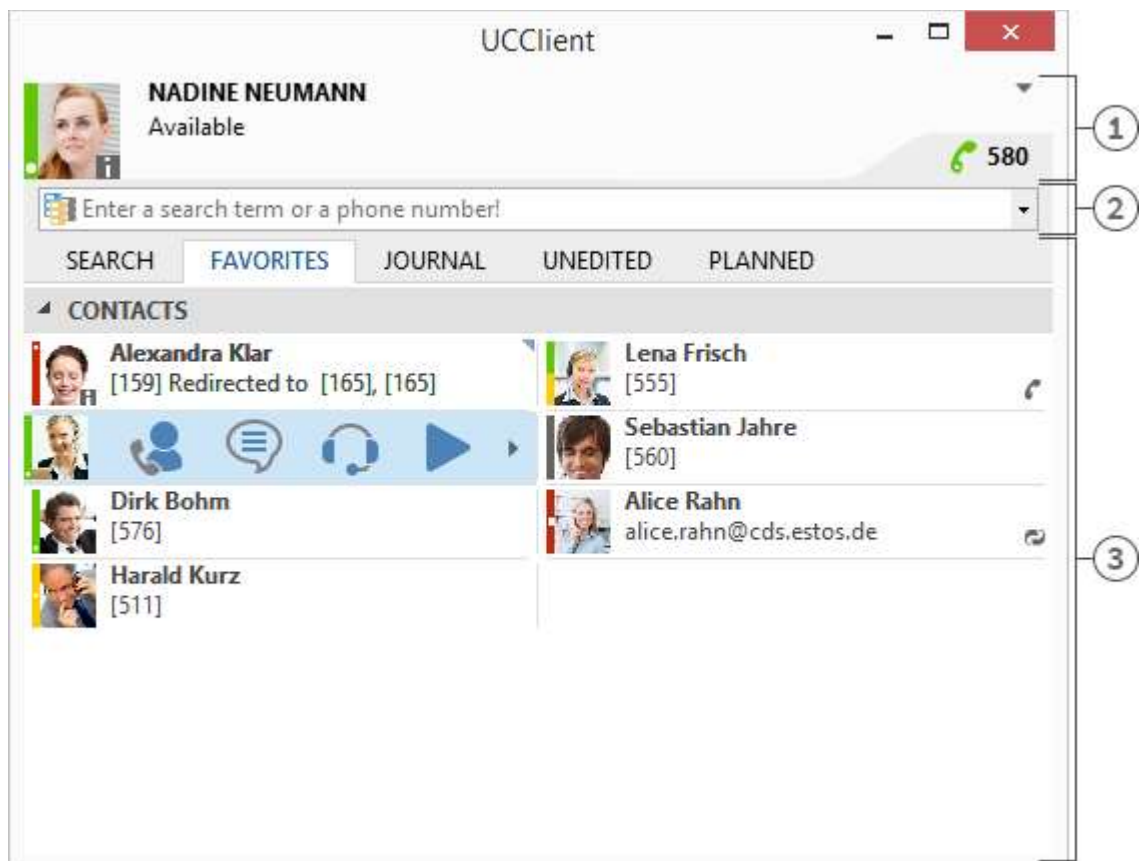 UCClient
NADINE NEUMANN
Available
580
1
Enter a search term or a phone number!
2
SEARCH FAVORITES JOURNAL UNEDITED PLANNED
CONTACTS
Alexandra Klar
[159] Redirected to [165], [165]
Lena Frisch
[555]
Sebastian Jahre
[560]
Dirk Bohm
[576]
Alice Rahn
alice.rahn@cds.estos.de
Harald Kurz
[511]
3